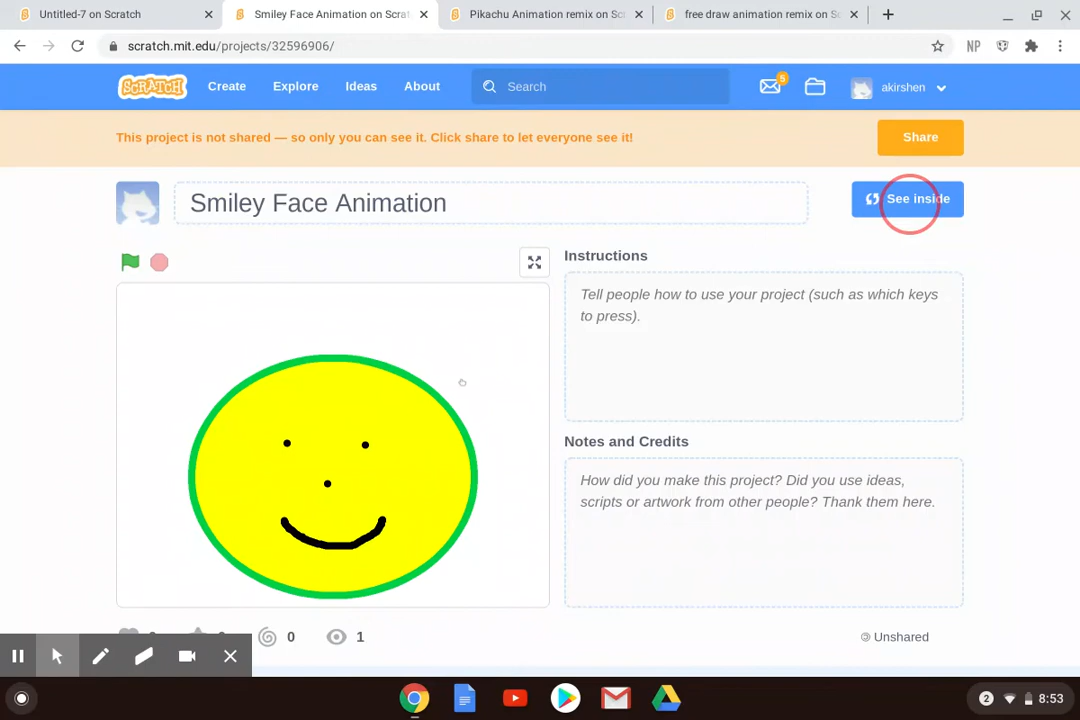 Untitled-7 on Scratch
Smiley Face Animation on Scrat
Pikachu Animation remix on Sc
free draw animation remix on S
scratch.mit.edu/projects/32596906/
NP
SCRATCH
Create
Explore
Ideas
About
Search
5
akirshen
This project is not shared — so only you can see it. Click share to let everyone see it!
Share
Smiley Face Animation
See inside
Instructions
Tell people how to use your project (such as which keys
to press).
Notes and Credits
How did you make this project? Did you use ideas,
scripts or artwork from other people? Thank them here.
0
1
Unshared
2
8:53